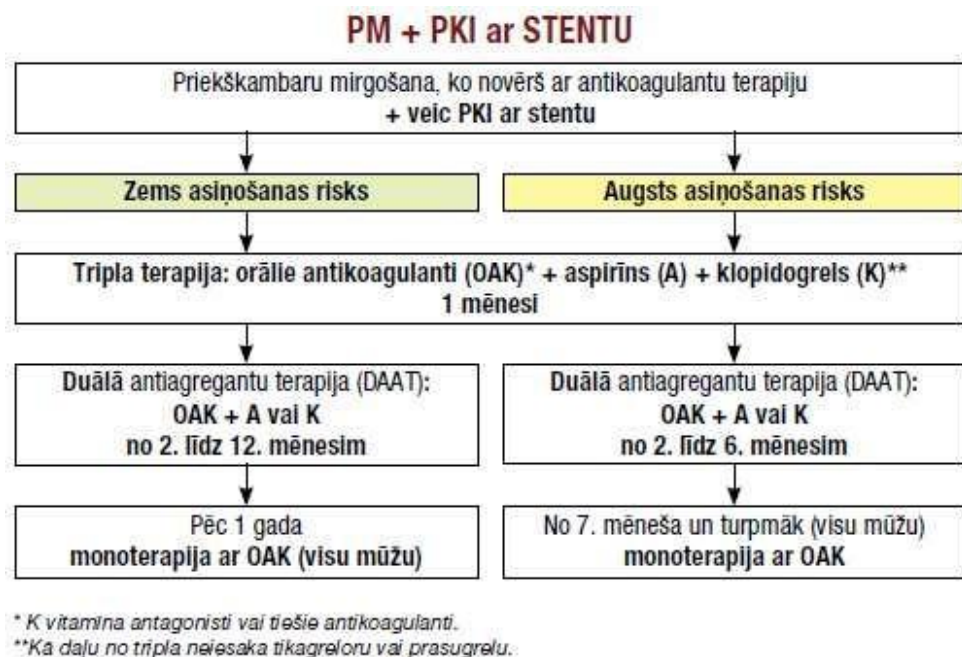 PM + PKI ar STENTU
Priekškambaru mirgošana, ko novērš ar antikoagulantu terapiju
+ veic PKI ar stentu
Zems asiņošanas risks
Augsts asiņošanas risks
Tripla terapija: orālie antikoagulanti (OAK)* + aspirīns (A) + klopidogrels (K)**
1 mēnesi
Duālā antiagregantu terapija (DAAT):
OAK + A vai K
no 2. līdz 12. mēnesim
Duālā antiagregantu terapija (DAAT):
OAK + A vai K
no 2. līdz 6. mēnesim
Pēc 1 gada
monoterapija ar OAK (visu mūžu)
No 7. mēneša un turpmāk (visu mūžu)
monoterapija ar OAK
* K vitamīna antagonisti vai tiešie antikoagulanti.
**Kā daļu no tripla neiesaka tikagreloru vai prasugrelu.